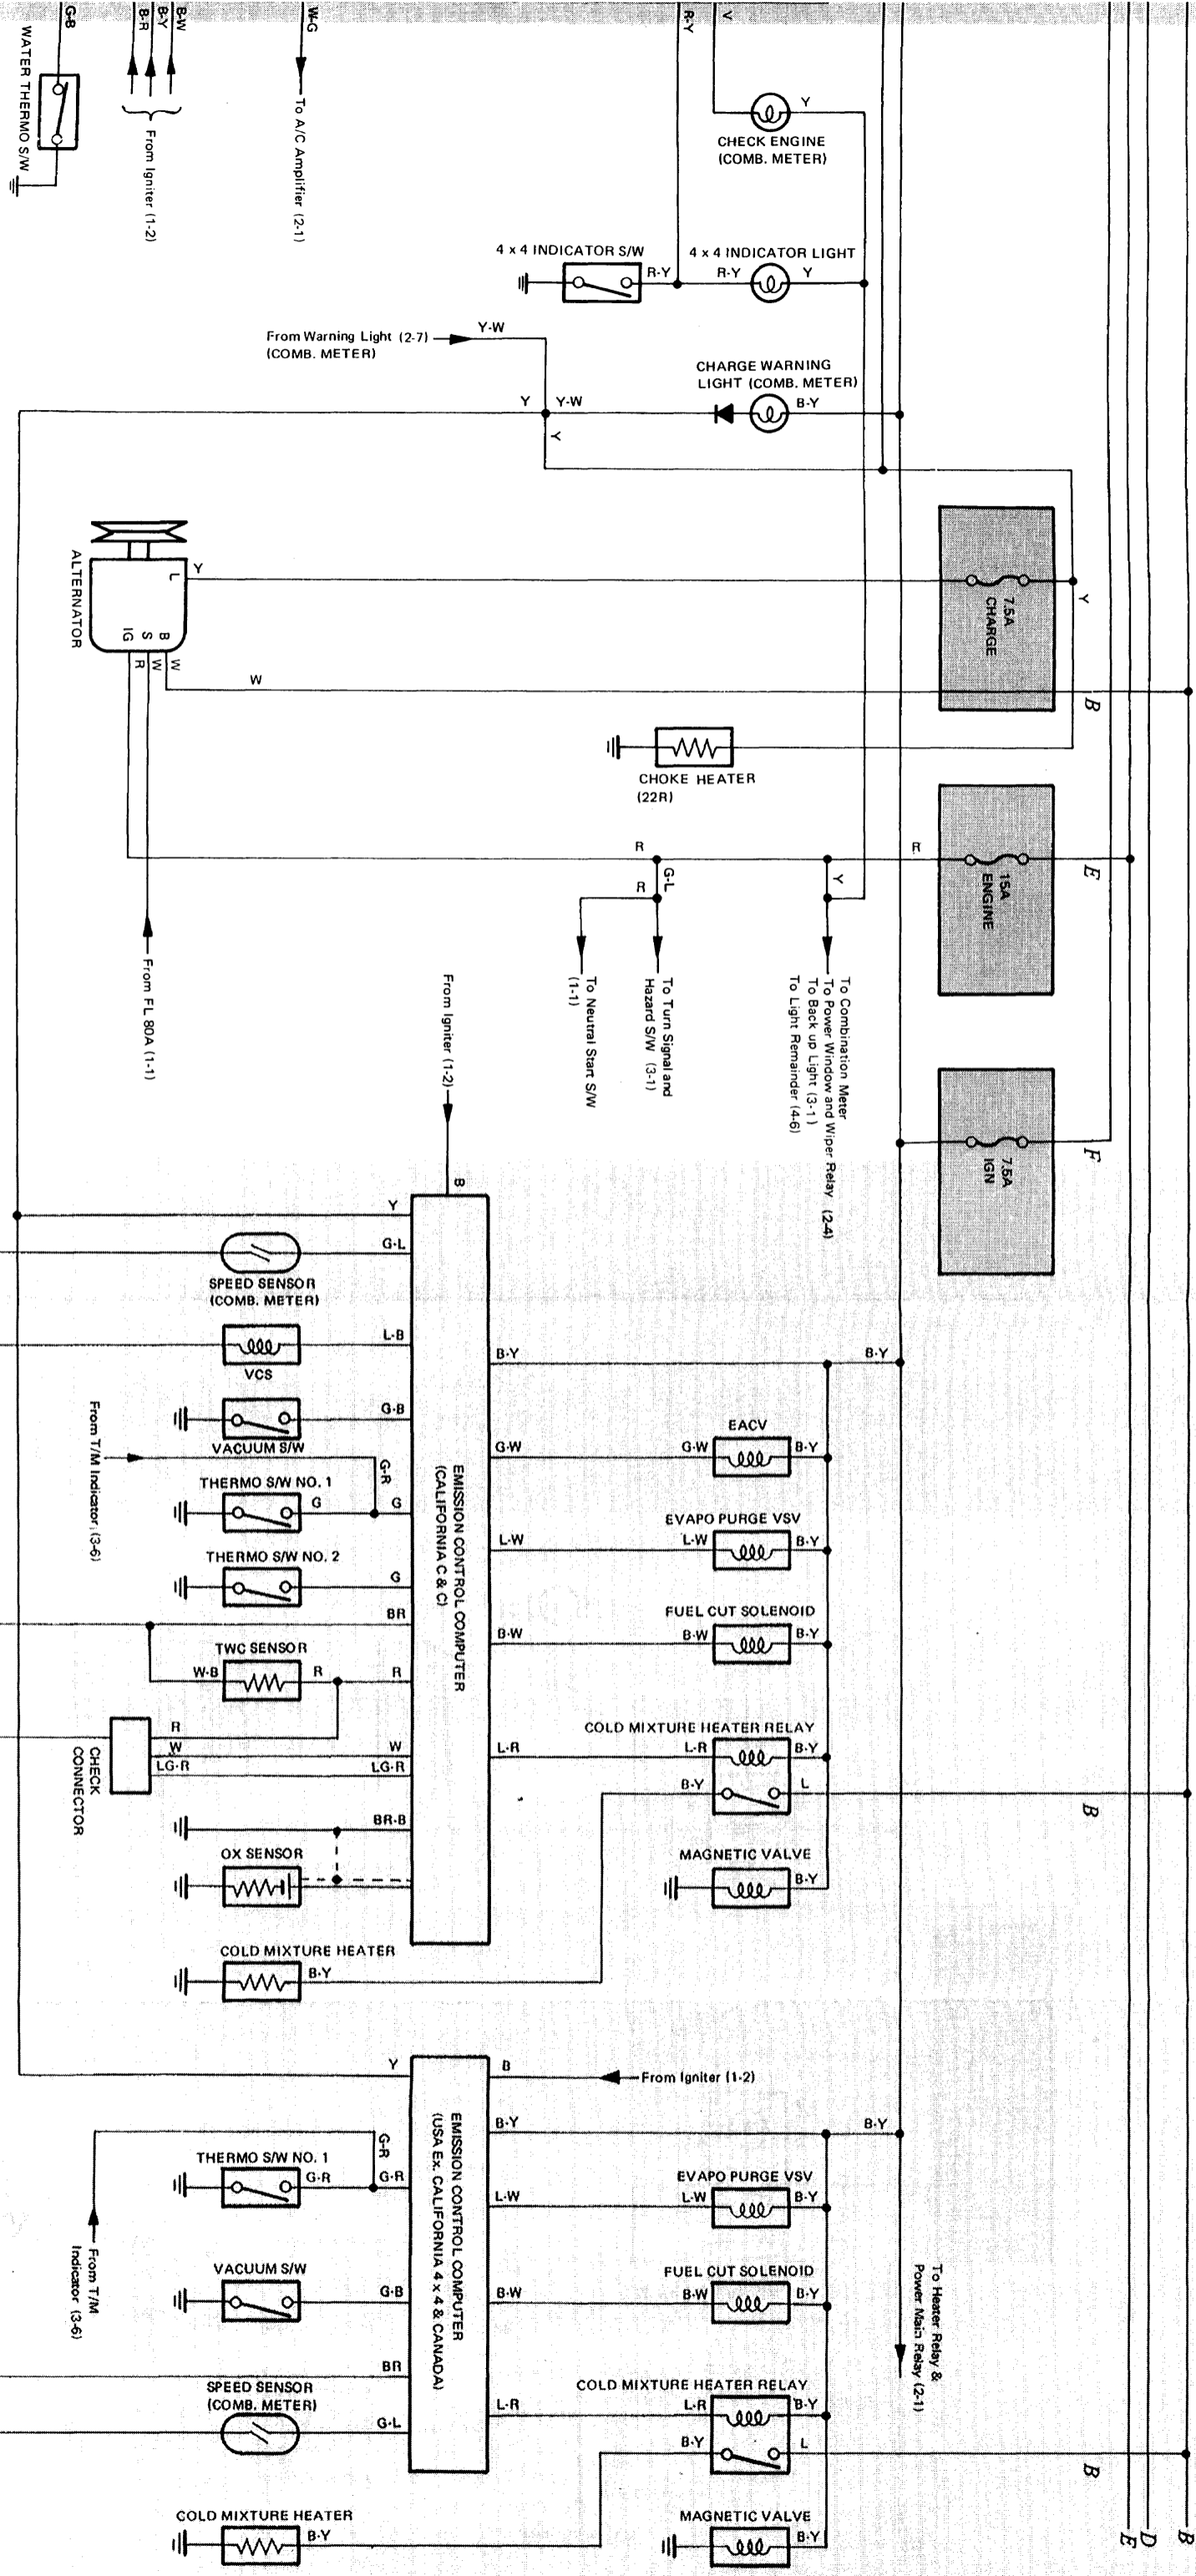 G-B
B-R
B-Y
B-W
W-G
R-Y
V
WATER THERMO S/W
From Igniter (1-2)
To A/C Amplifier (2-1)
Y
CHECK ENGINE
(COMB. METER)
4 x 4 INDICATOR S/W
R-Y
4 x 4 INDICATOR LIGHT
R-Y
Y
From Warning Light (2-7)
(COMB. METER)
Y-W
CHARGE WARNING
LIGHT (COMB. METER)
Y
Y-W
B-Y
Y
ALTERNATOR
L
Y
B
S
IG
W
W
R
W
7.5A
CHARGE
Y
B
CHOKE HEATER
(22R)
R
R
15A
ENGINE
E
G-L
R
Y
From FL 80A (1-1)
From Igniter (1-2)
To Neutral Start S/W
(1-1)
To Turn Signal and
Hazard S/W (3-1)
To Combination Meter
To Power Window and Wiper Relay (2-4)
To Back up Light (3-1)
To Light Remainder (4-6)
7.5A
IGN
F
B
Y
G-L
SPEED SENSOR
(COMB. METER)
L-B
VCS
B-Y
B-Y
G-B
VACUUM S/W
From T/M Indicator (3-6)
G-R
THERMO S/W NO. 1
G
G
EACV
G-W
G-W
B-Y
EMISSION CONTROL COMPUTER
(CALIFORNIA C & C)
EVAPO PURGE VSV
L-W
L-W
B-Y
THERMO S/W NO. 2
G
BR
FUEL CUT SOLENOID
B-W
B-W
B-Y
TWC SENSOR
W-B
R
R
CHECK
CONNECTOR
R
W
LG-R
W
LG-R
COLD MIXTURE HEATER RELAY
L-R
L-R
B-Y
B-Y
L
B
BR-B
OX SENSOR
MAGNETIC VALVE
B-Y
COLD MIXTURE HEATER
B-Y
Y
B
From Igniter (1-2)
EMISSION CONTROL COMPUTER
(USA Ex. CALIFORNIA 4 x 4 & CANADA)
B-Y
B-Y
G-R
THERMO S/W NO. 1
G-R
G-R
From T/M
Indicator (3-6)
EVAPO PURGE VSV
L-W
L-W
B-Y
VACUUM S/W
G-B
FUEL CUT SOLENOID
B-W
B-W
B-Y
To Heater Relay &
Power Main Relay (2-1)
BR
SPEED SENSOR
(COMB. METER)
G-L
COLD MIXTURE HEATER RELAY
L-R
L-R
B-Y
B-Y
L
B
COLD MIXTURE HEATER
B-Y
MAGNETIC VALVE
B-Y
E
D
B